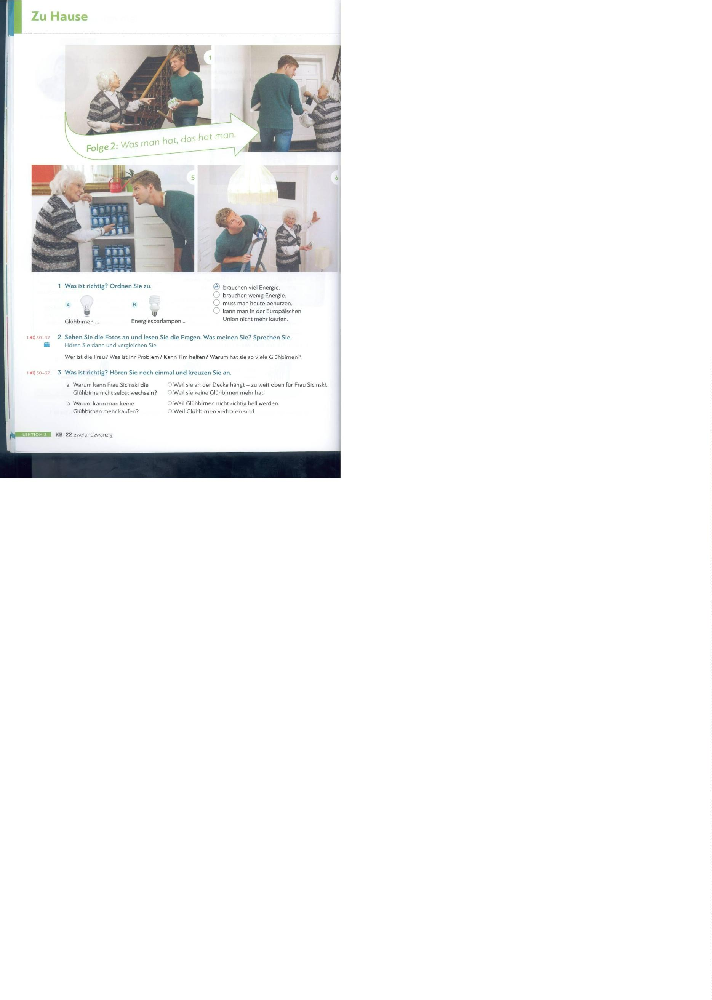 Zu Hause
1
Folge 2: Was man hat, das hat man.
5
6
1 Was ist richtig? Ordnen Sie zu.
A
B
Glühbirnen ...
Energiesparlampen ...
A brauchen viel Energie.
brauchen wenig Energie.
muss man heute benutzen.
kann man in der Europäischen
Union nicht mehr kaufen.
1 30–37 2 Sehen Sie die Fotos an und lesen Sie die Fragen. Was meinen Sie? Sprechen Sie.
Hören Sie dann und vergleichen Sie.
Wer ist die Frau? Was ist ihr Problem? Kann Tim helfen? Warum hat sie so viele Glühbirnen?
1 30–37 3 Was ist richtig? Hören Sie noch einmal und kreuzen Sie an.
a Warum kann Frau Sicinski die
Glühbirne nicht selbst wechseln?
Weil sie an der Decke hängt – zu weit oben für Frau Sicinski.
Weil sie keine Glühbirnen mehr hat.
b Warum kann man keine
Glühbirnen mehr kaufen?
Weil Glühbirnen nicht richtig hell werden.
Weil Glühbirnen verboten sind.
LEKTION 2 KB 22 zweiundzwanzig